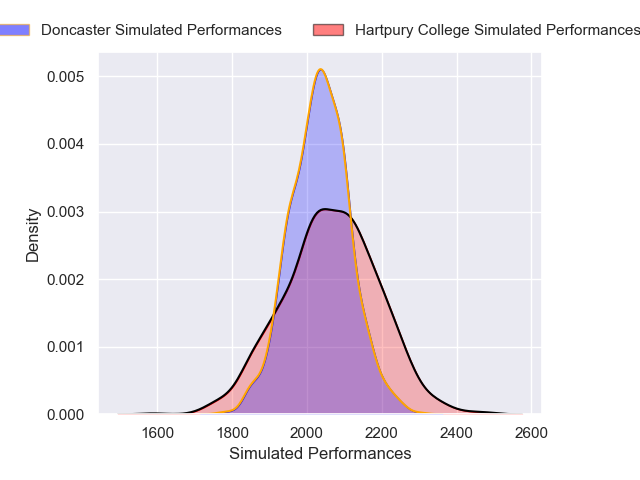 Doncaster Simulated Performances
Hartpury College Simulated Performances
0.005
0.004
0.003
0.002
0.001
0.000
Density
1600 1800 2000 2200 2400 2600
Simulated Performances